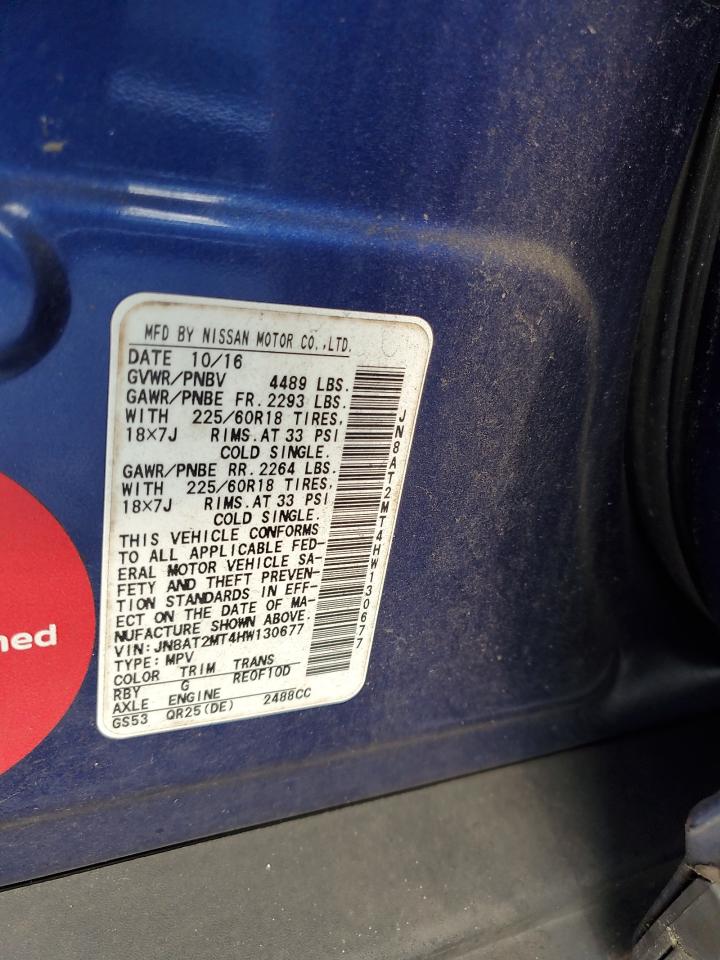 MFD BY NISSAN MOTOR CO.,LTD.
DATE 10/16
GVWR/PNBV 4489 LBS.
GAWR/PNBE FR. 2293 LBS.
WITH 225/60R18 TIRES,
18×7J RIMS. AT 33 PSI
COLD SINGLE.
GAWR/PNBE RR. 2264 LBS.
WITH 225/60R18 TIRES,
18×7J RIMS. AT 33 PSI
COLD SINGLE.
THIS VEHICLE CONFORMS
TO ALL APPLICABLE FED-
ERAL MOTOR VEHICLE SA-
FETY AND THEFT PREVEN-
TION STANDARDS IN EFF-
ECT ON THE DATE OF MA-
NUFACTURE SHOWN ABOVE.
VIN: JN8AT2MT4HW130677
TYPE: MPV
COLOR TRIM TRANS
RBY G RE0F10D
AXLE ENGINE
GS53 QR25(DE) 2488CC
JN8AT2MT4HW130677